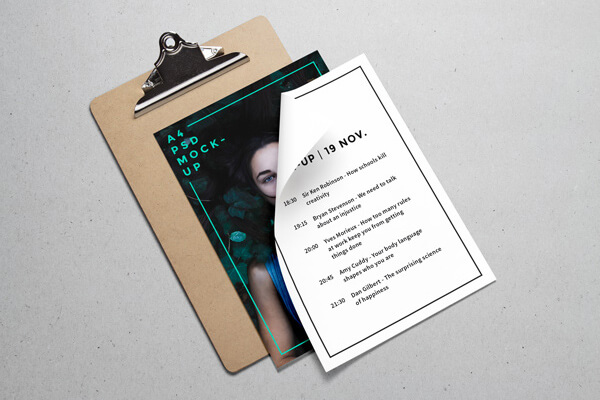 A4
PSD
MOCK-
UP
-UP | 19 NOV.
18:30 Sir Ken Robinson - How schools kill
creativity
19:15 Bryan Stevenson - We need to talk
about an injustice
20:00 Yves Morieux - How too many rules
at work keep you from getting
things done
20:45 Amy Cuddy - Your body language
shapes who you are
21:30 Dan Gilbert - The surprising science
of happiness